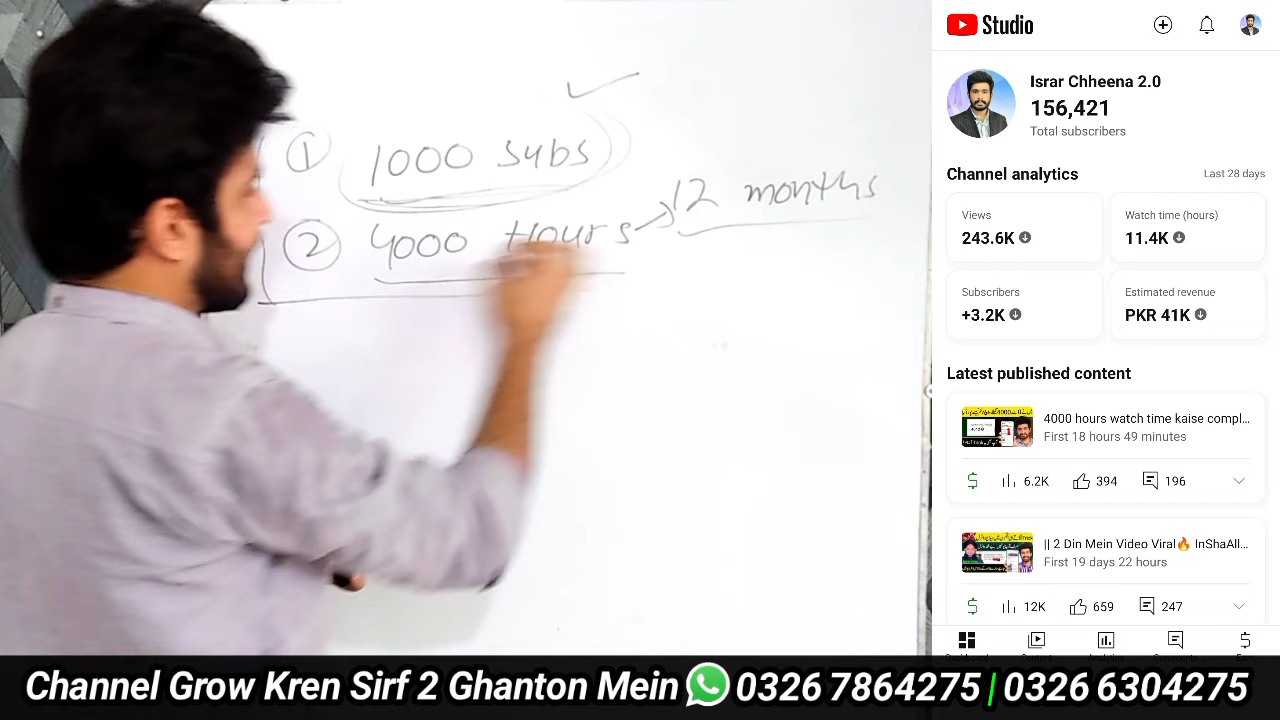 ① 1000 subs
② 4000 Hours → 12 months
Studio
Israr Chheena 2.0
156,421
Total subscribers
Channel analytics
Last 28 days
Views
243.6K
Watch time (hours)
11.4K
Subscribers
+3.2K
Estimated revenue
PKR 41K
Latest published content
4000 hours watch time kaise compl...
First 18 hours 49 minutes
6.2K 394 196
|| 2 Din Mein Video Viral🔥 InShaAll...
First 19 days 22 hours
12K 659 247
Channel Grow Kren Sirf 2 Ghanton Mein 0326 7864275 | 0326 6304275